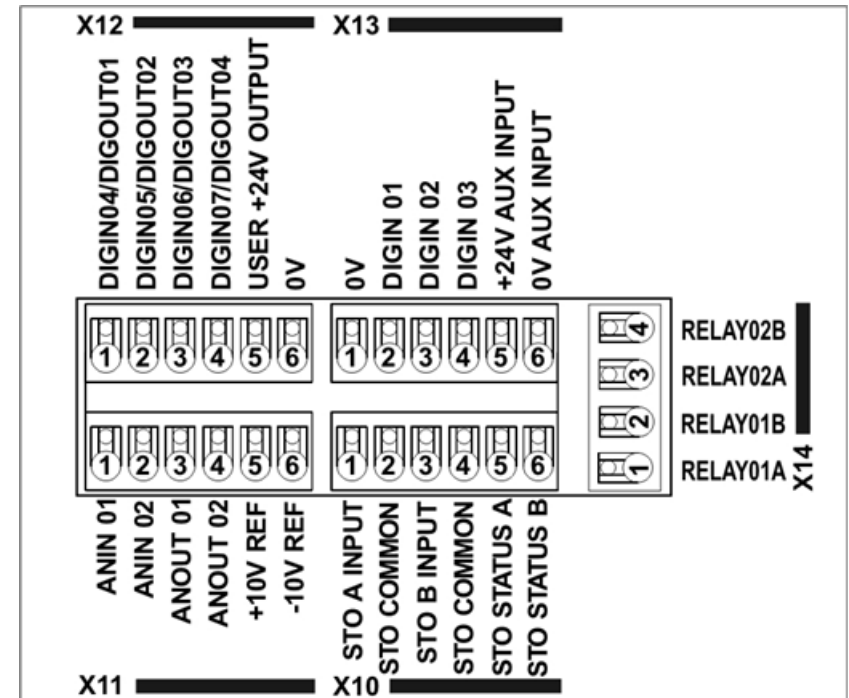 X12
X13
DIGIN04/DIGOUT01
DIGIN05/DIGOUT02
DIGIN06/DIGOUT03
DIGIN07/DIGOUT04
USER +24V OUTPUT
0V
0V
DIGIN 01
DIGIN 02
DIGIN 03
+24V AUX INPUT
0V AUX INPUT
1 2 3 4 5 6
1 2 3 4 5 6
4 RELAY02B
3 RELAY02A
2 RELAY01B
1 RELAY01A
X14
1 2 3 4 5 6
1 2 3 4 5 6
ANIN 01
ANIN 02
ANOUT 01
ANOUT 02
+10V REF
-10V REF
STO A INPUT
STO COMMON
STO B INPUT
STO COMMON
STO STATUS A
STO STATUS B
X11
X10